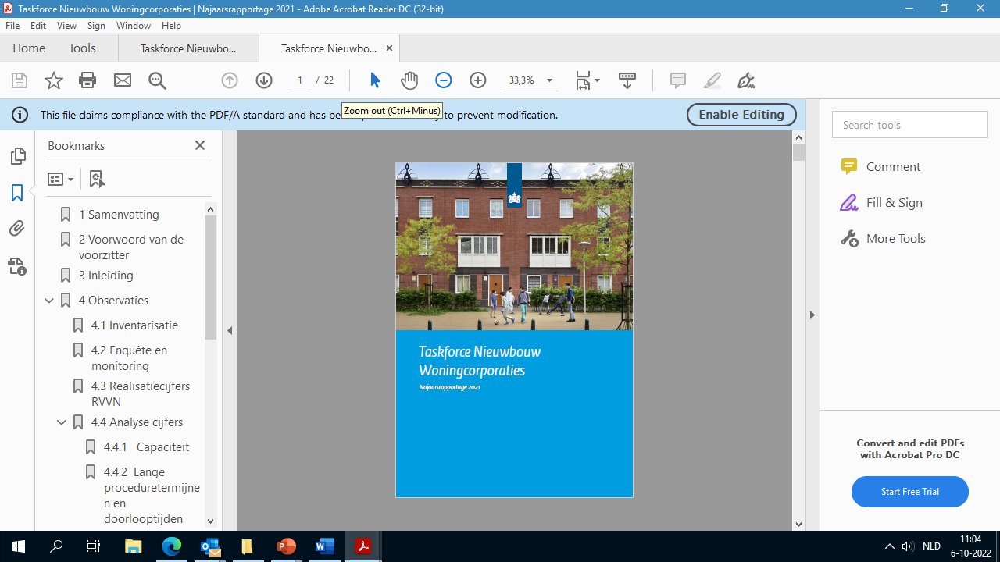 Taskforce Nieuwbouw Woningcorporaties | Najaarsrapportage 2021 - Adobe Acrobat Reader DC (32-bit)
File Edit View Sign Window Help
Home Tools Taskforce Nieuwbo... Taskforce Nieuwbo...
1 / 22 33,3%
Zoom out (Ctrl+Minus)
This file claims compliance with the PDF/A standard and has be y to prevent modification.
Enable Editing
Bookmarks
1 Samenvatting
2 Voorwoord van de
voorzitter
3 Inleiding
4 Observaties
4.1 Inventarisatie
4.2 Enquête en
monitoring
4.3 Realisatiecijfers
RVVN
4.4 Analyse cijfers
4.4.1 Capaciteit
4.4.2 Lange
proceduretermijne
n en
doorlooptijden
Taskforce Nieuwbouw
Woningcorporaties
Najaarsrapportage 2021
Search tools
Comment
Fill & Sign
More Tools
Convert and edit PDFs
with Acrobat Pro DC
Start Free Trial
NLD
11:04
6-10-2022